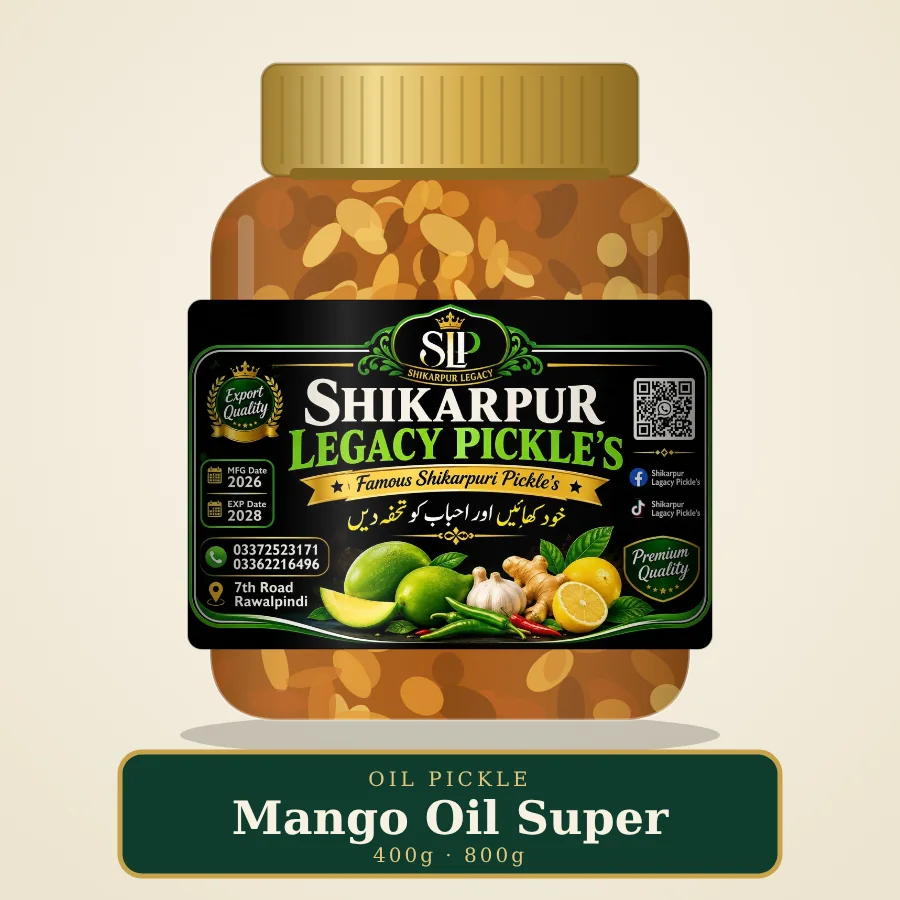 SLP
SHIKARPUR LEGACY
SHIKARPUR
LEGACY PICKLE'S
Famous Shikarpuri Pickle's
خود کھائیں اور احباب کو تحفہ دیں
Export
Quality
MFG Date
2026
EXP Date
2028
03372523171
03362216496
7th Road
Rawalpindi
Shikarpur
Legacy Pickle's
Shikarpur
Legacy Pickle's
Premium
Quality
OIL PICKLE
Mango Oil Super
400g · 800g